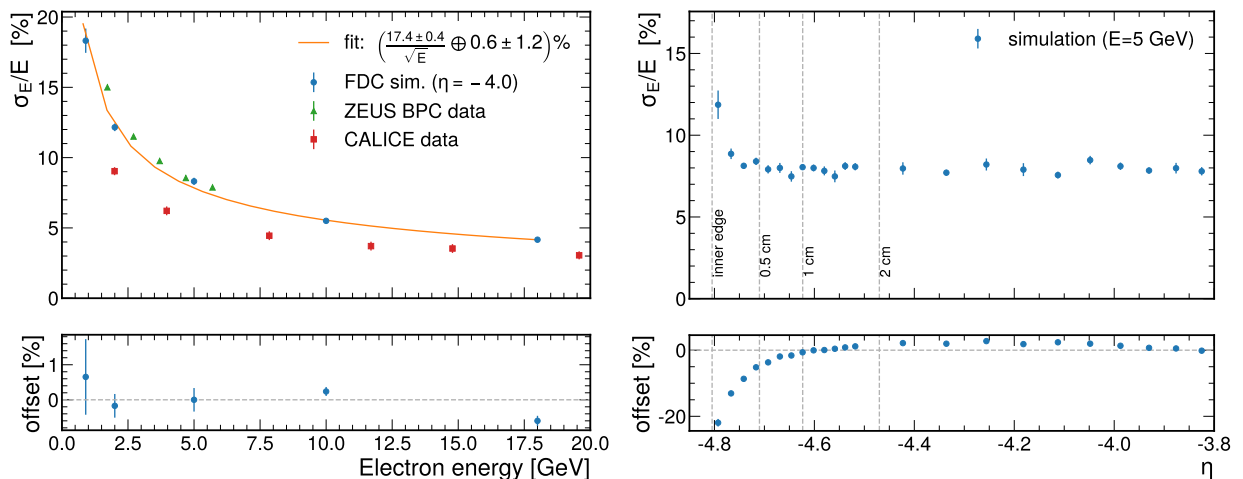 σE/E [%]
20
15
10
5
0
fit: (17.4 ± 0.4 / √E ⊕ 0.6 ± 1.2)%
FDC sim. (η = − 4.0)
ZEUS BPC data
CALICE data
offset [%]
1
0
0.0 2.5 5.0 7.5 10.0 12.5 15.0 17.5 20.0
Electron energy [GeV]
σE/E [%]
15
10
5
0
simulation (E=5 GeV)
inner edge
0.5 cm
1 cm
2 cm
offset [%]
0
-20
-4.8 -4.6 -4.4 -4.2 -4.0 -3.8
η